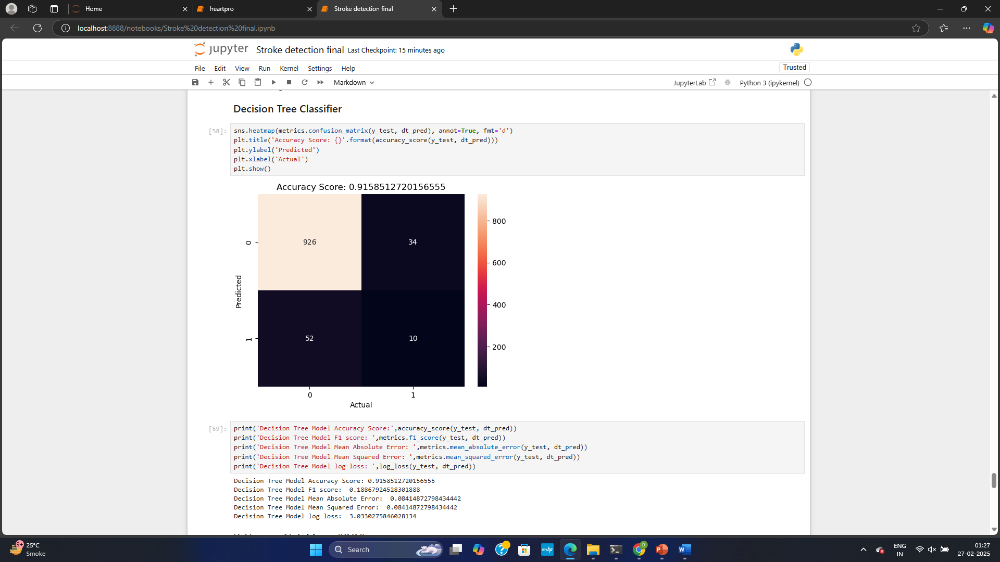 Home
heartpro
Stroke detection final
localhost:8888/notebooks/Stroke%20detection%20final.ipynb
jupyter Stroke detection final Last Checkpoint: 15 minutes ago
File Edit View Run Kernel Settings Help
Trusted
Markdown
JupyterLab
Python 3 (ipykernel)
Decision Tree Classifier
[58]:
sns.heatmap(metrics.confusion_matrix(y_test, dt_pred), annot=True, fmt='d')
plt.title('Accuracy Score: {}'.format(accuracy_score(y_test, dt_pred)))
plt.ylabel('Predicted')
plt.xlabel('Actual')
plt.show()
Accuracy Score: 0.9158512720156555
800
0
926
34
600
Predicted
400
1
52
10
200
0
1
Actual
[59]:
print('Decision Tree Model Accuracy Score:',accuracy_score(y_test, dt_pred))
print('Decision Tree Model F1 score: ',metrics.f1_score(y_test, dt_pred))
print('Decision Tree Model Mean Absolute Error: ',metrics.mean_absolute_error(y_test, dt_pred))
print('Decision Tree Model Mean Squared Error: ',metrics.mean_squared_error(y_test, dt_pred))
print('Decision Tree Model log loss: ',log_loss(y_test, dt_pred))
Decision Tree Model Accuracy Score: 0.9158512720156555
Decision Tree Model F1 score:  0.18867924528301888
Decision Tree Model Mean Absolute Error:  0.08414872798434442
Decision Tree Model Mean Squared Error:  0.08414872798434442
Decision Tree Model log loss:  3.0330275846028134
9+
25°C
Smoke
Search
myhp
D
P
W
ENG
IN
01:27
27-02-2025